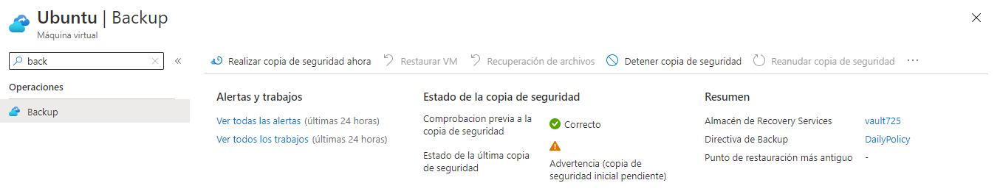 Ubuntu | Backup
Máquina virtual
back
Operaciones
Backup
Realizar copia de seguridad ahora
Restaurar VM
Recuperación de archivos
Detener copia de seguridad
Reanudar copia de seguridad
Alertas y trabajos
Ver todas las alertas (últimas 24 horas)
Ver todos los trabajos (últimas 24 horas)
Estado de la copia de seguridad
Comprobacion previa a la
copia de seguridad
Correcto
Estado de la última copia
de seguridad
Advertencia (copia de
seguridad inicial pendiente)
Resumen
Almacén de Recovery Services
vault725
Directiva de Backup
DailyPolicy
Punto de restauración más antiguo
-